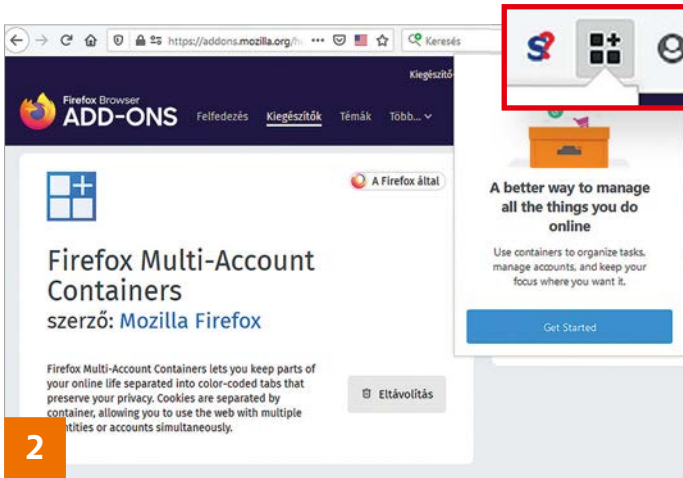 https://addons.mozilla.org/h
Keresés
Kiegészítő
Firefox Browser
ADD-ONS
Felfedezés Kiegészítők Témák Több...
A Firefox által
Firefox Multi-Account
Containers
szerző: Mozilla Firefox
Firefox Multi-Account Containers lets you keep parts of
your online life separated into color-coded tabs that
preserve your privacy. Cookies are separated by
container, allowing you to use the web with multiple
ntities or accounts simultaneously.
Eltávolítás
A better way to manage
all the things you do
online
Use containers to organize tasks,
manage accounts, and keep your
focus where you want it.
Get Started
2